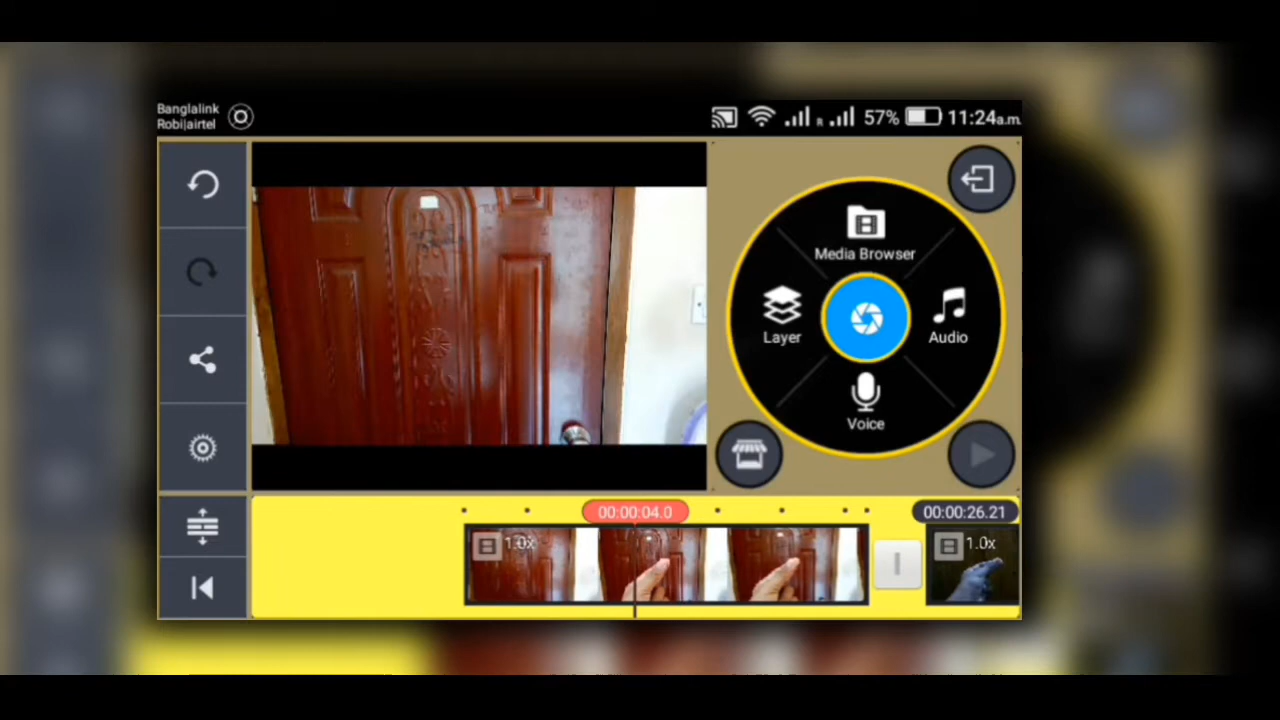 Banglalink
Robi|airtel
R
57%
11:24a.m.
Media Browser
Layer
Audio
Voice
00:00:04.0
00:00:26.21
1.0x
1.0x